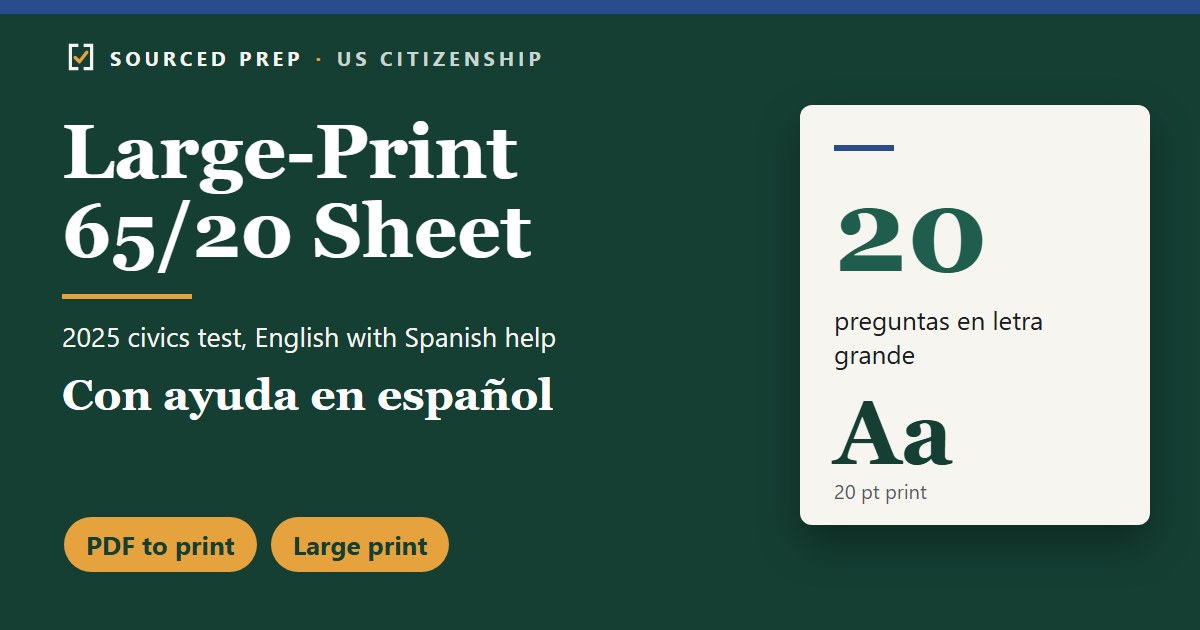 SOURCED PREP · US CITIZENSHIP
Large-Print
65/20 Sheet
2025 civics test, English with Spanish help
Con ayuda en español
PDF to print
Large print
20
preguntas en letra
grande
Aa
20 pt print